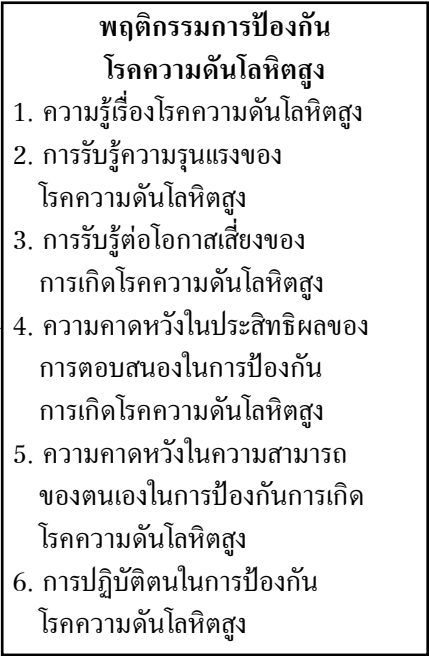 พฤติกรรมการป้องกัน
โรคความดันโลหิตสูง
1. ความรู้เรื่องโรคความดันโลหิตสูง
2. การรับรู้ความรุนแรงของ
โรคความดันโลหิตสูง
3. การรับรู้ต่อโอกาสเสี่ยงของ
การเกิดโรคความดันโลหิตสูง
4. ความคาดหวังในประสิทธิผลของ
การตอบสนองในการป้องกัน
การเกิดโรคความดันโลหิตสูง
5. ความคาดหวังในความสามารถ
ของตนเองในการป้องกันการเกิด
โรคความดันโลหิตสูง
6. การปฏิบัติตนในการป้องกัน
โรคความดันโลหิตสูง